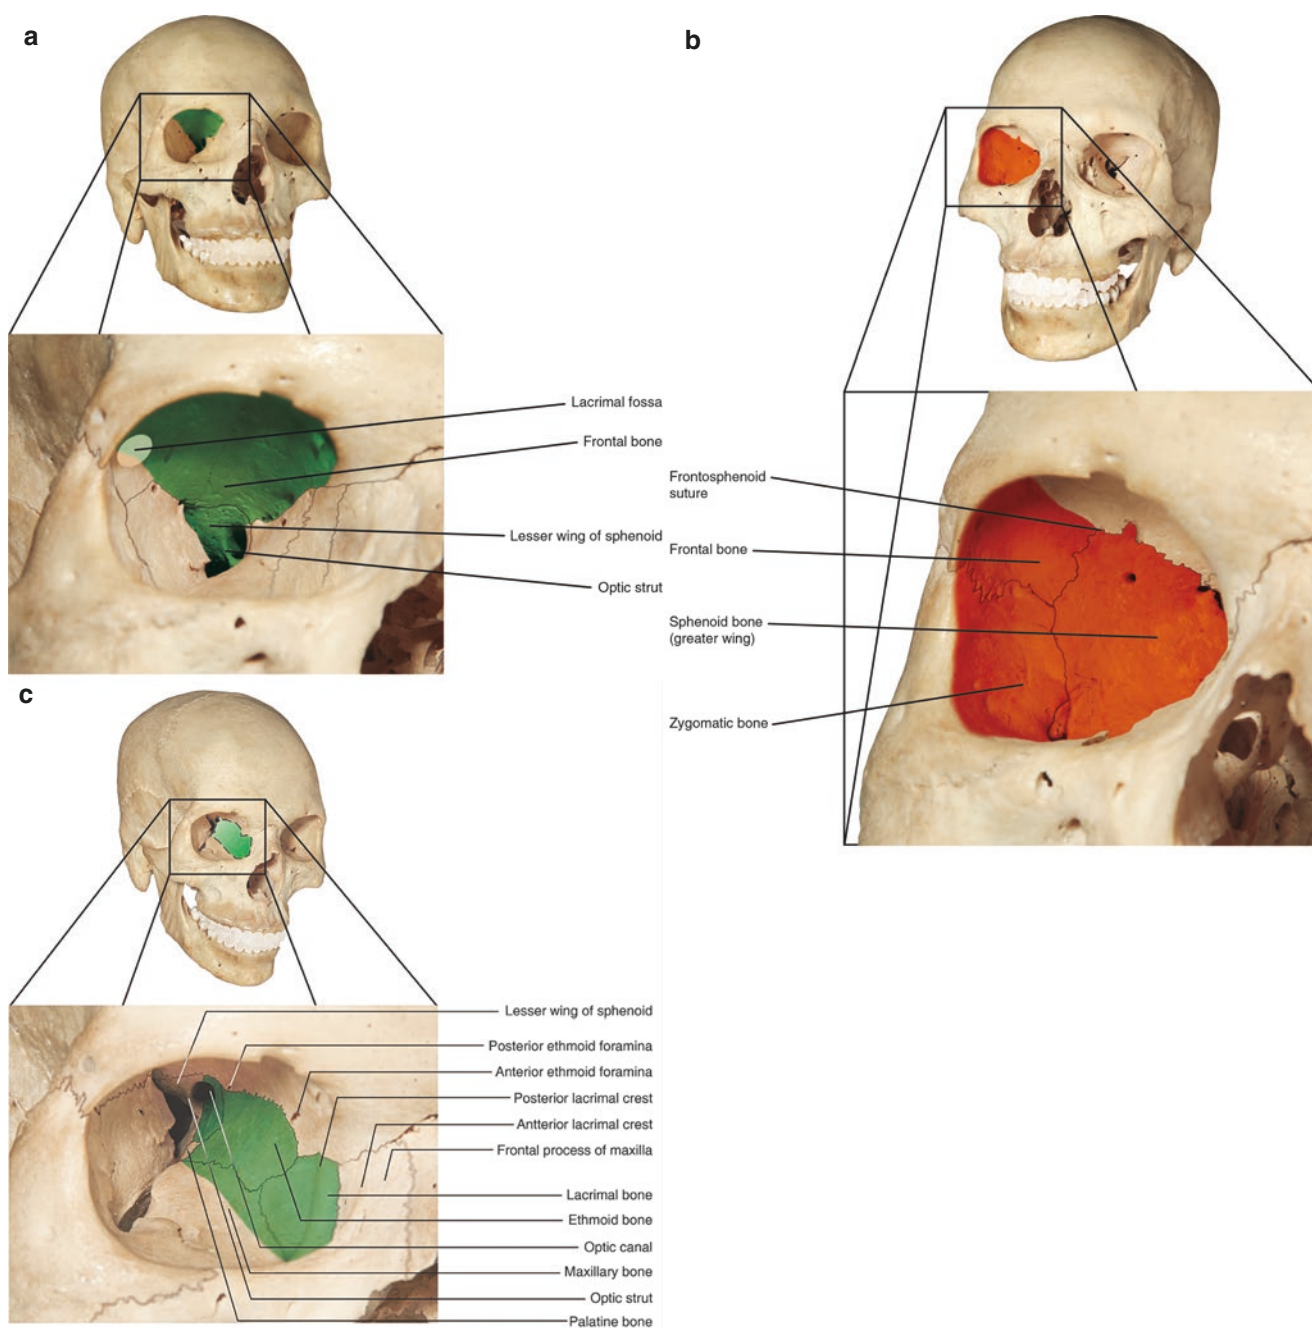 a
Lacrimal fossa
Frontal bone
Lesser wing of sphenoid
Optic strut
b
Frontosphenoid
suture
Frontal bone
Sphenoid bone
(greater wing)
Zygomatic bone
c
Lesser wing of sphenoid
Posterior ethmoid foramina
Anterior ethmoid foramina
Posterior lacrimal crest
Antterior lacrimal crest
Frontal process of maxilla
Lacrimal bone
Ethmoid bone
Optic canal
Maxillary bone
Optic strut
Palatine bone